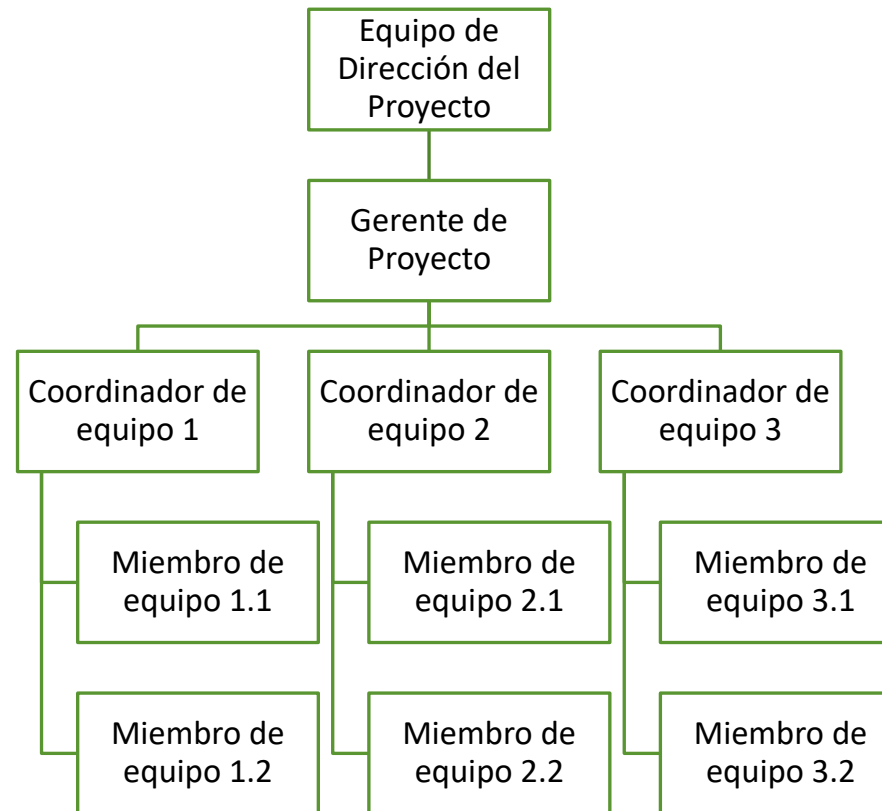 Equipo de
Dirección del
Proyecto
Gerente de
Proyecto
Coordinador de
equipo 1
Coordinador de
equipo 2
Coordinador de
equipo 3
Miembro de
equipo 1.1
Miembro de
equipo 2.1
Miembro de
equipo 3.1
Miembro de
equipo 1.2
Miembro de
equipo 2.2
Miembro de
equipo 3.2